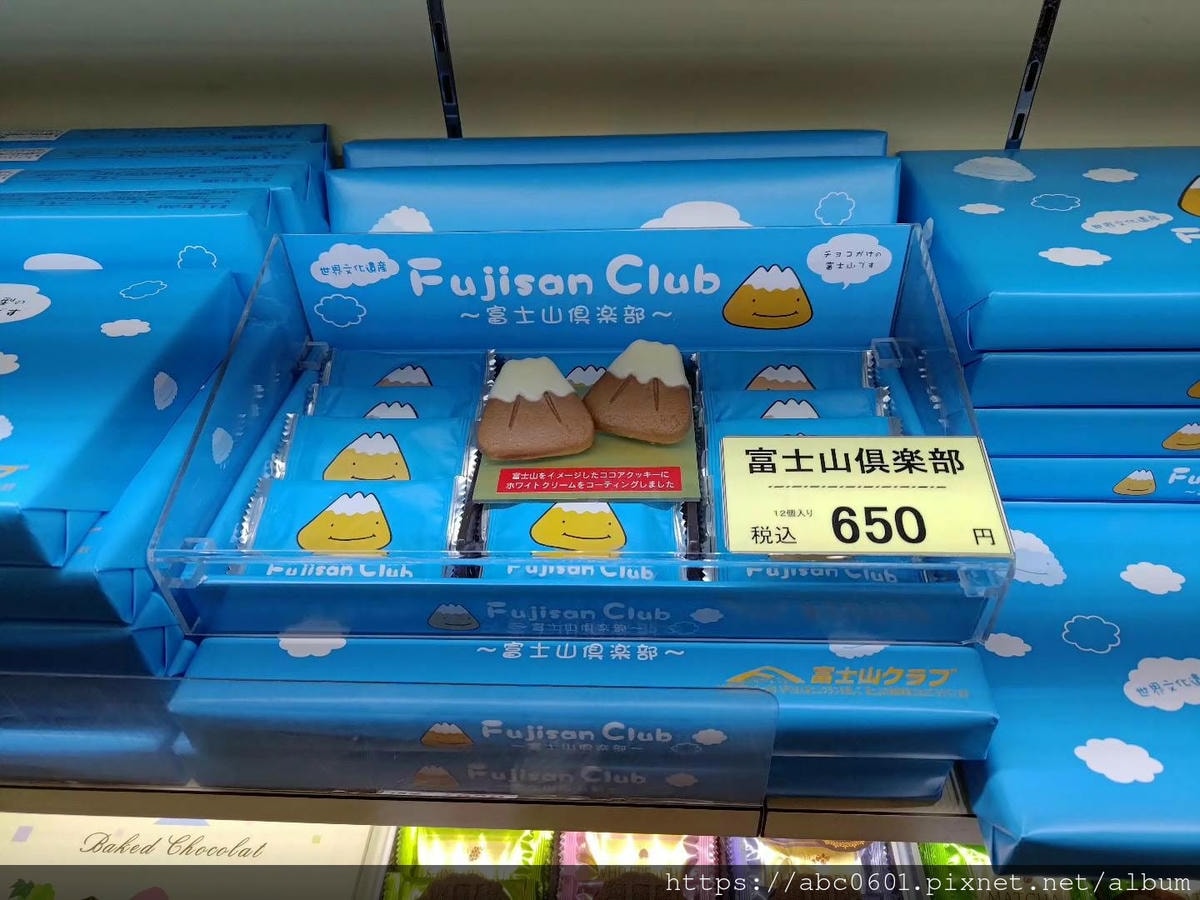 世界文化遺産
Fujisan Club
~富士山倶楽部~
チョコがけの
富士山です
富士山をイメージしたココアクッキーに
ホワイトクリームをコーティングしました
富士山倶楽部
12個入り
税込 650 円
Fujisan Club
Fujisan Club
Fujisan Club
Fujisan Club
~富士山倶楽部~
富士山クラブ
Fujisan Club
~富士山倶楽部~
Fujisan Club
世界文化遺産
世界文化遺産
Baked Chocolat
https://abc0601.pixnet.net/album